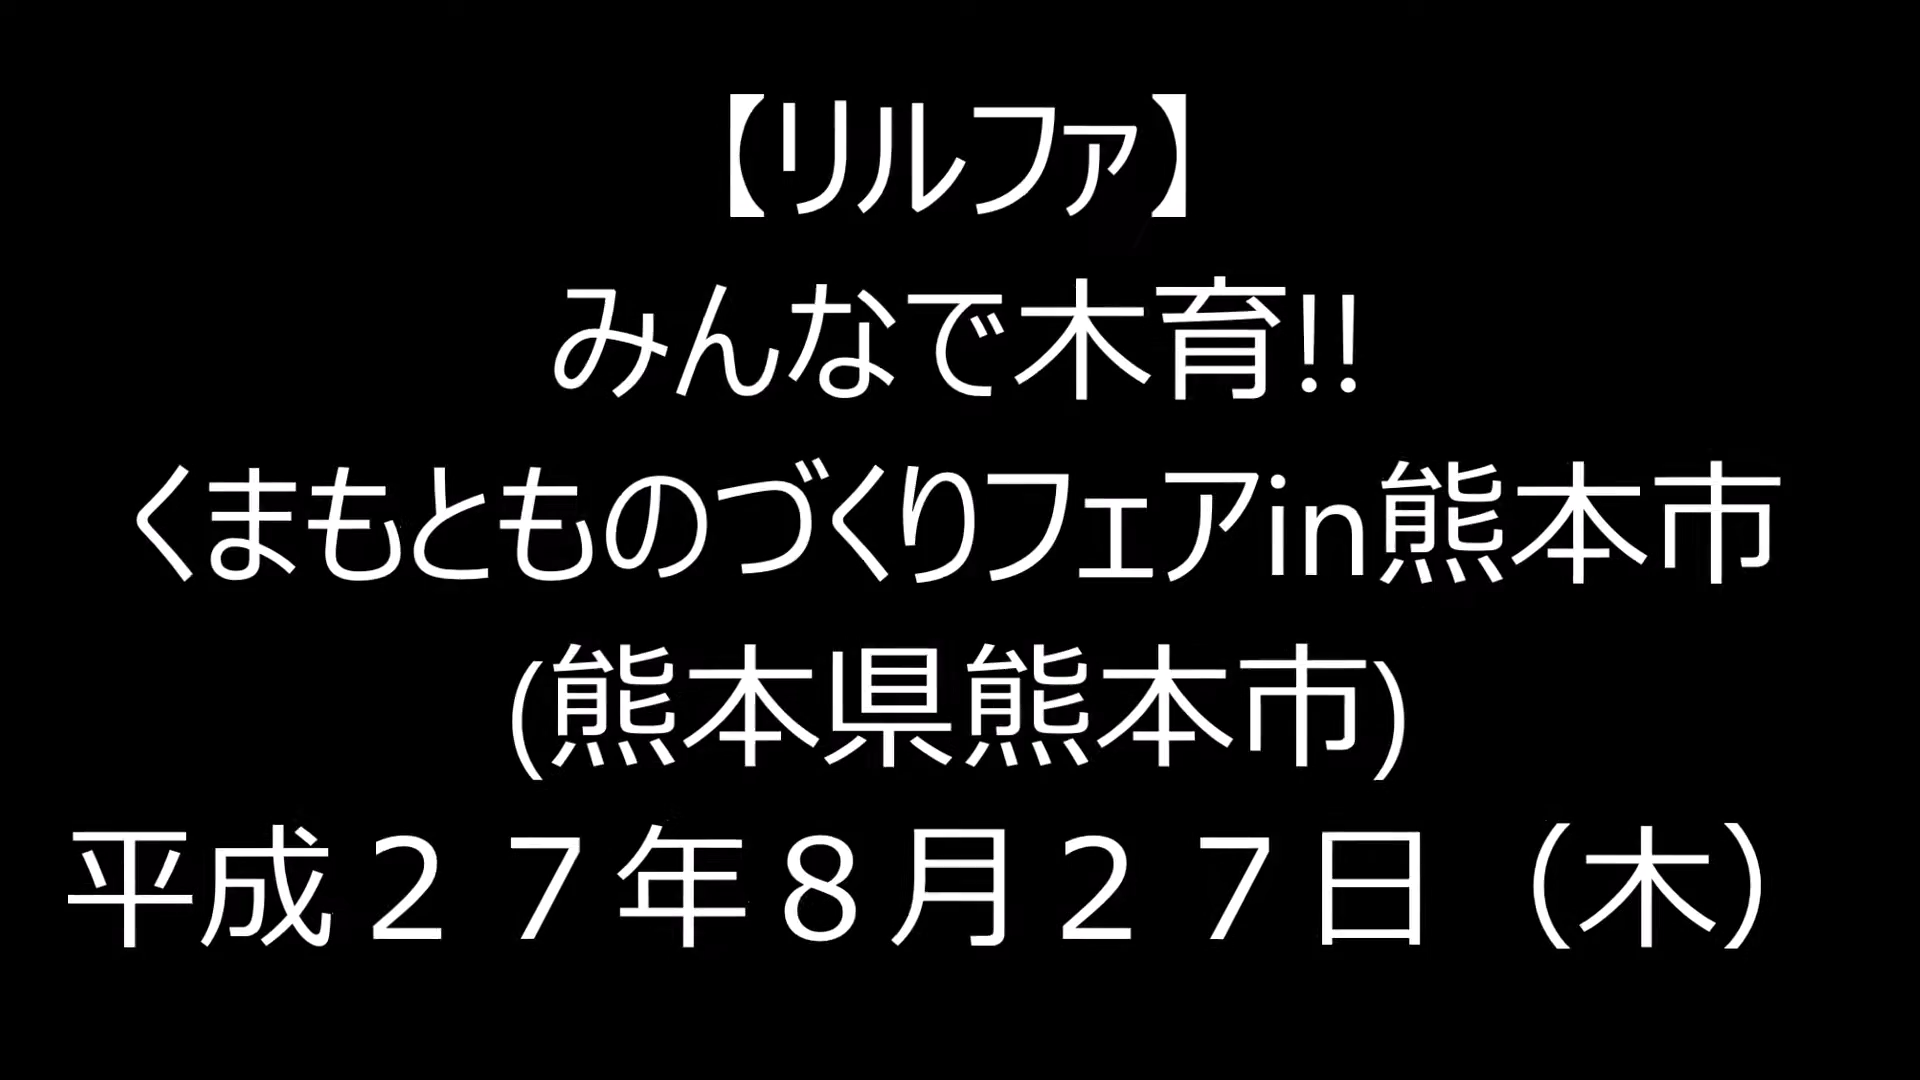 【リルファ】
みんなで木育!!
くまもとものづくりフェアin熊本市
(熊本県熊本市)
平成２７年８月２７日（木）